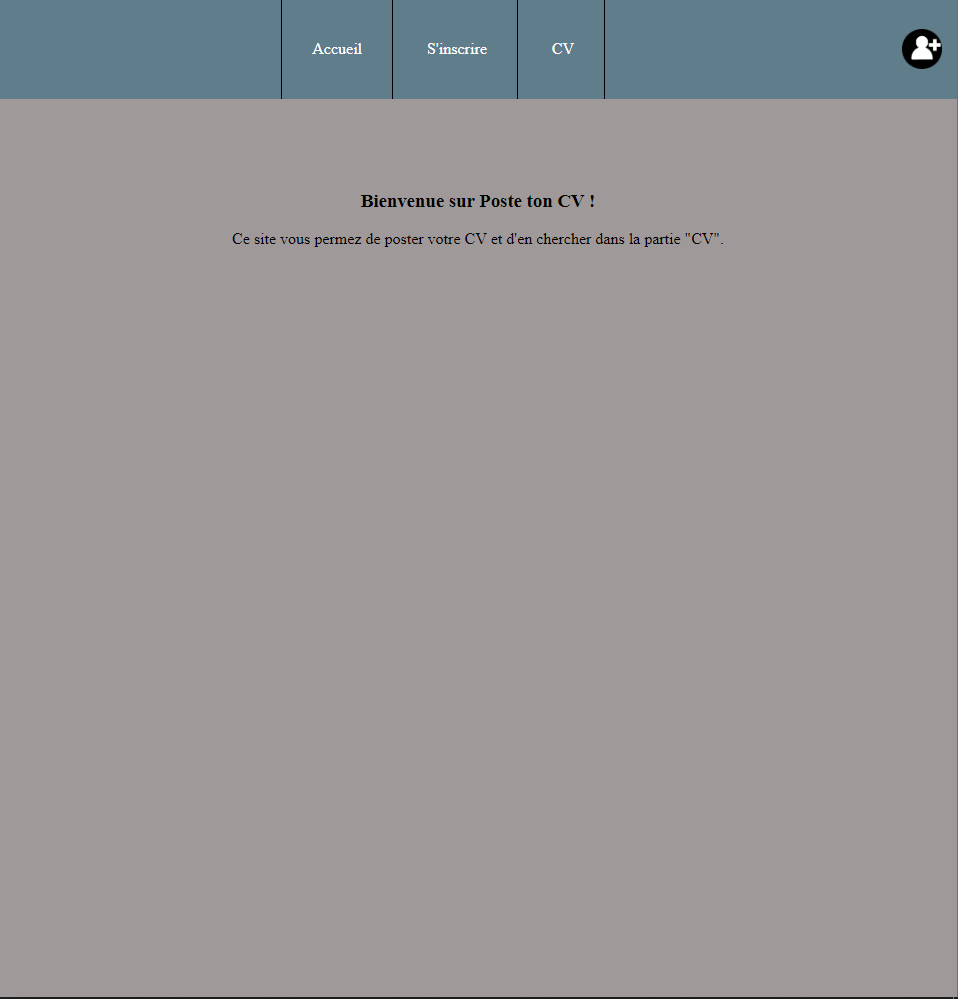 Accueil
S'inscrire
CV
Bienvenue sur Poste ton CV !
Ce site vous permez de poster votre CV et d'en chercher dans la partie "CV".